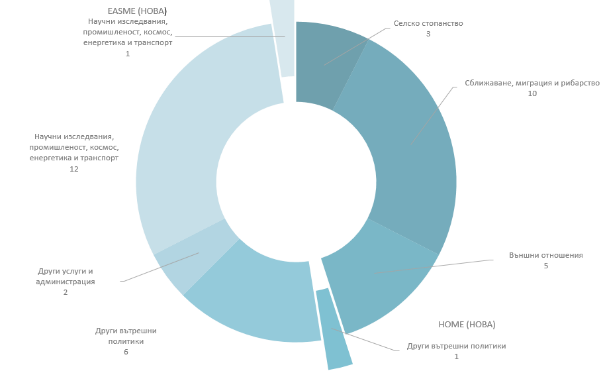 EASME (НОВА)
Научни изследвания,
промишленост, космос,
енергетика и транспорт
1
Селско стопанство
3
Сближаване, миграция и рибарство
10
Научни изследвания,
промишленост, космос,
енергетика и транспорт
12
Външни отношения
5
Други услуги и
администрация
2
HOME (НОВА)
Други вътрешни политики
1
Други вътрешни
политики
6